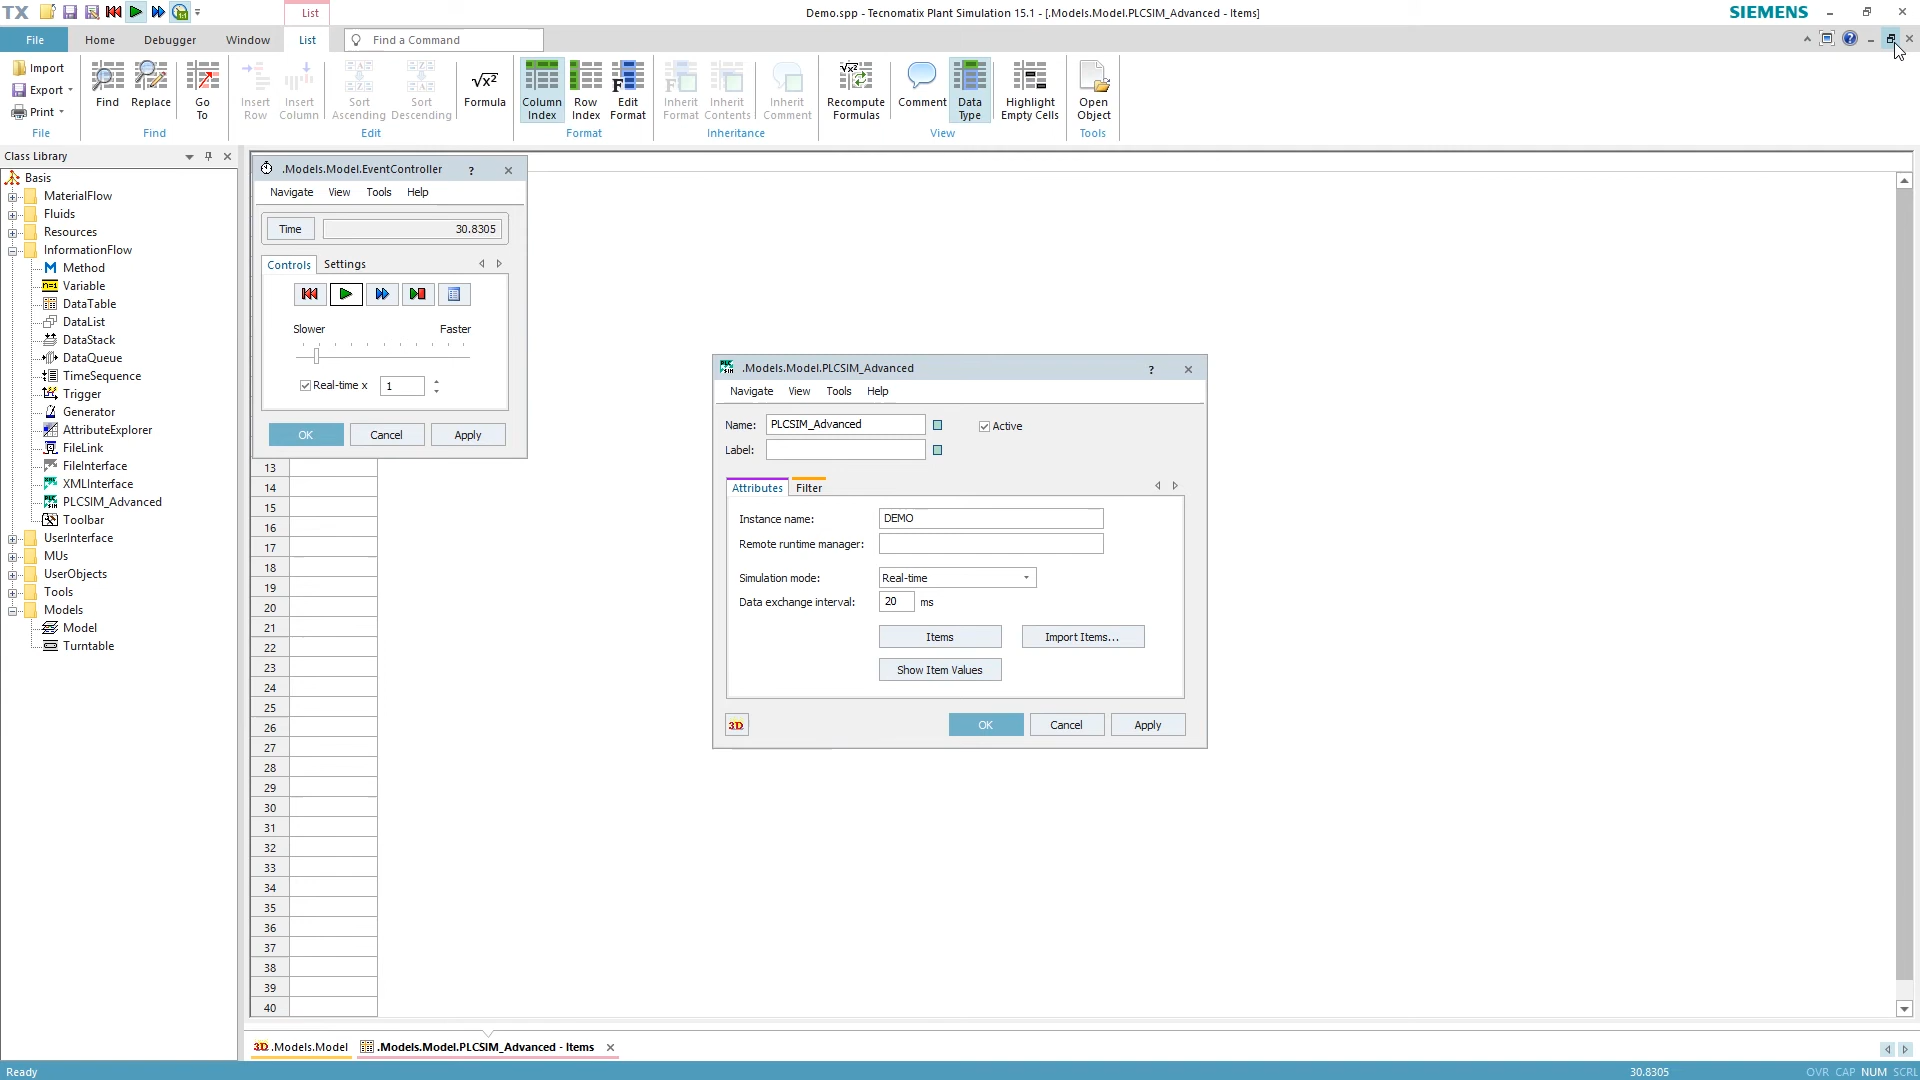 TX
List
Demo.spp - Tecnomatix Plant Simulation 15.1 - [.Models.Model.PLCSIM_Advanced - Items]
SIEMENS
File
Home
Debugger
Window
List
Find a Command
Import
Export
Print
File
Find
Replace
Go To
Find
Insert Row
Insert Column
Sort Ascending
Sort Descending
Edit
Formula
Column Index
Row Index
Edit Format
Format
Inherit Format
Inherit Contents
Inherit Comment
Inheritance
Recompute Formulas
Comment
Data Type
Highlight Empty Cells
View
Open Object
Tools
Class Library
Basis
MaterialFlow
Fluids
Resources
InformationFlow
Method
Variable
DataTable
DataList
DataStack
DataQueue
TimeSequence
Trigger
Generator
AttributeExplorer
FileLink
FileInterface
XMLInterface
PLCSIM_Advanced
Toolbar
UserInterface
MUs
UserObjects
Tools
Models
Model
Turntable
.Models.Model.EventController ?
Navigate View Tools Help
Time 30.8305
Controls Settings
Slower Faster
Real-time x 1
OK Cancel Apply
13
14
15
16
17
18
19
20
21
22
23
24
25
26
27
28
29
30
31
32
33
34
35
36
37
38
39
40
.Models.Model.PLCSIM_Advanced ?
Navigate View Tools Help
Name: PLCSIM_Advanced Active
Label:
Attributes Filter
Instance name: DEMO
Remote runtime manager:
Simulation mode: Real-time
Data exchange interval: 20 ms
Items Import Items...
Show Item Values
3D OK Cancel Apply
3D .Models.Model
.Models.Model.PLCSIM_Advanced - Items
Ready
30.8305
OVR CAP NUM SCRL